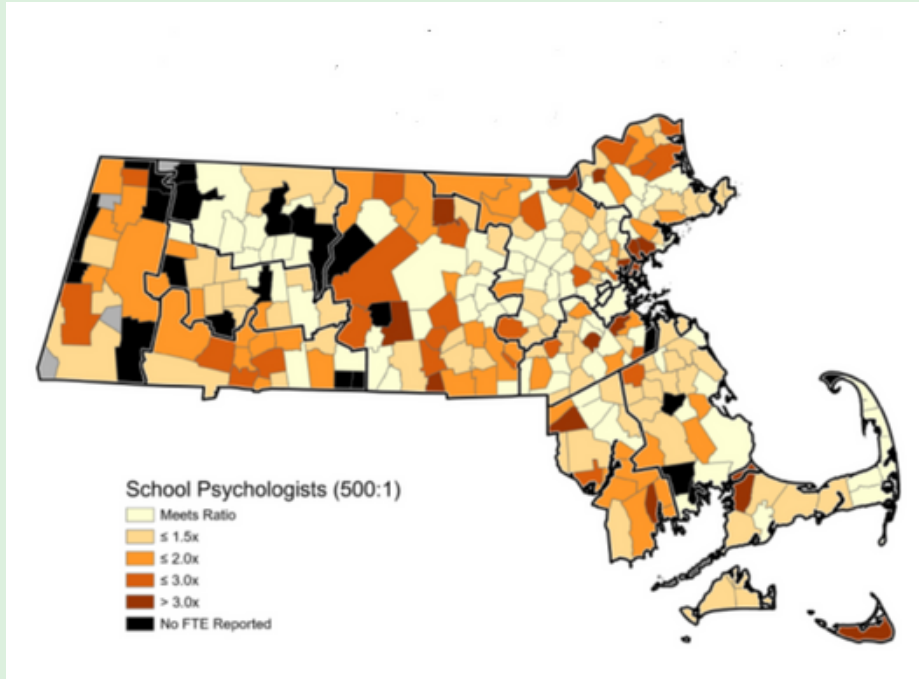 School Psychologists (500:1)
Meets Ratio
≤ 1.5x
≤ 2.0x
≤ 3.0x
> 3.0x
No FTE Reported